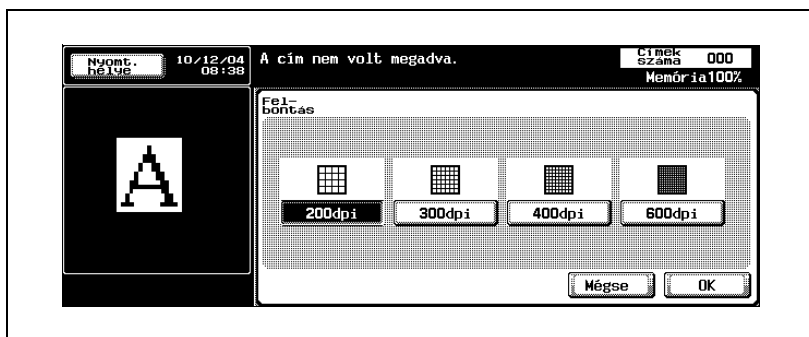 Nyomt.
helye
10/12/04
08:38
A cím nem volt megadva.
Címek
száma 000
Memória100%
Fel-
bontás
A
200dpi 300dpi 400dpi 600dpi
Mégse OK